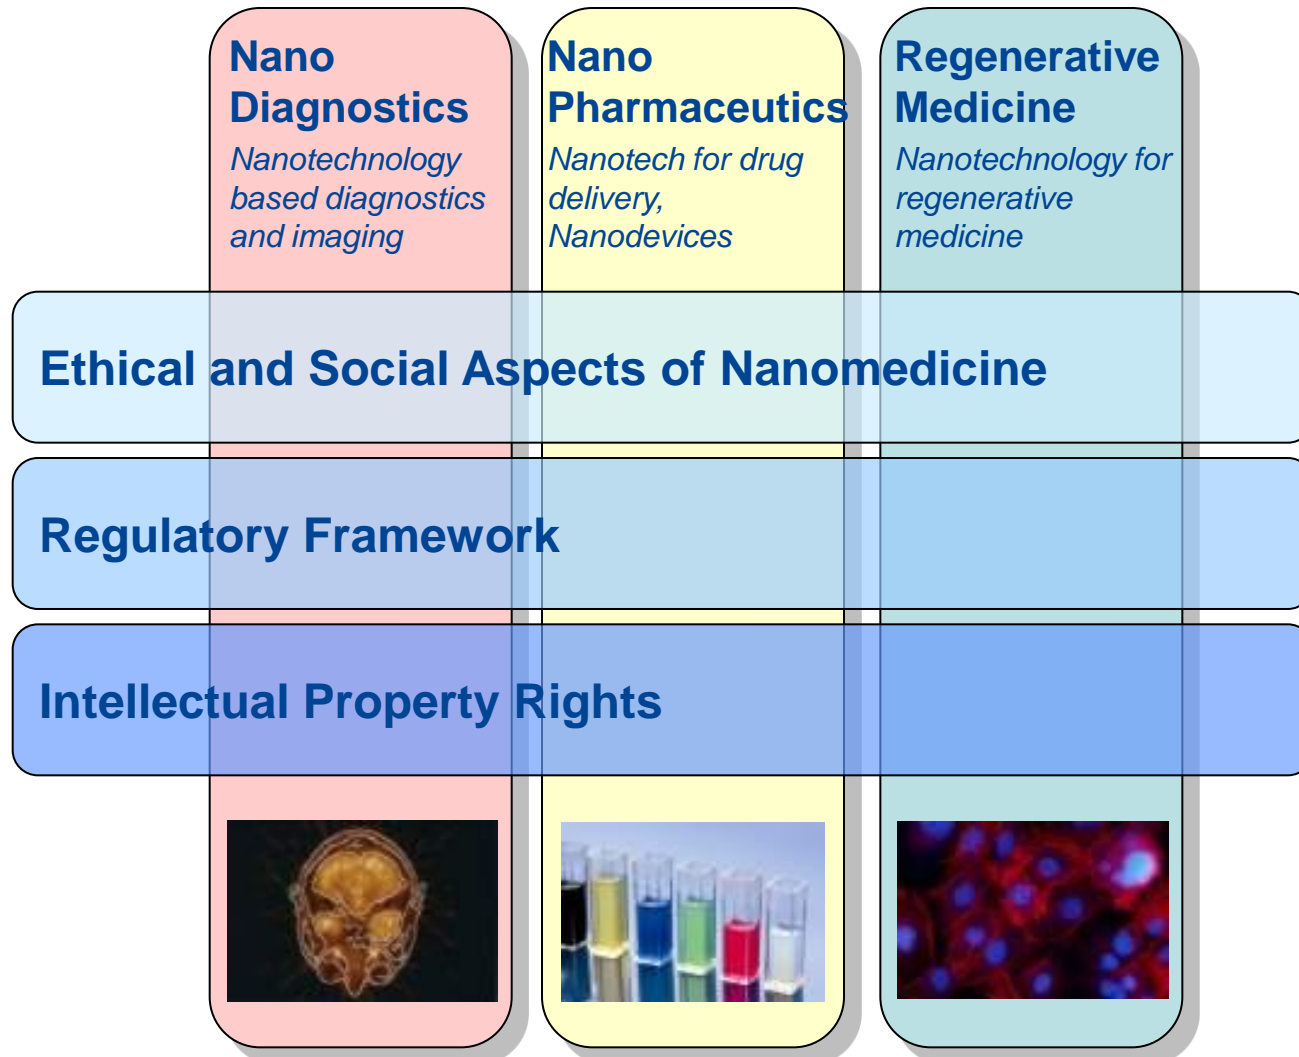 Nano
Diagnostics
Nanotechnology
based diagnostics
and imaging
Nano
Pharmaceutics
Nanotech for drug
delivery,
Nanodevices
Regenerative
Medicine
Nanotechnology for
regenerative
medicine
Ethical and Social Aspects of Nanomedicine
Regulatory Framework
Intellectual Property Rights